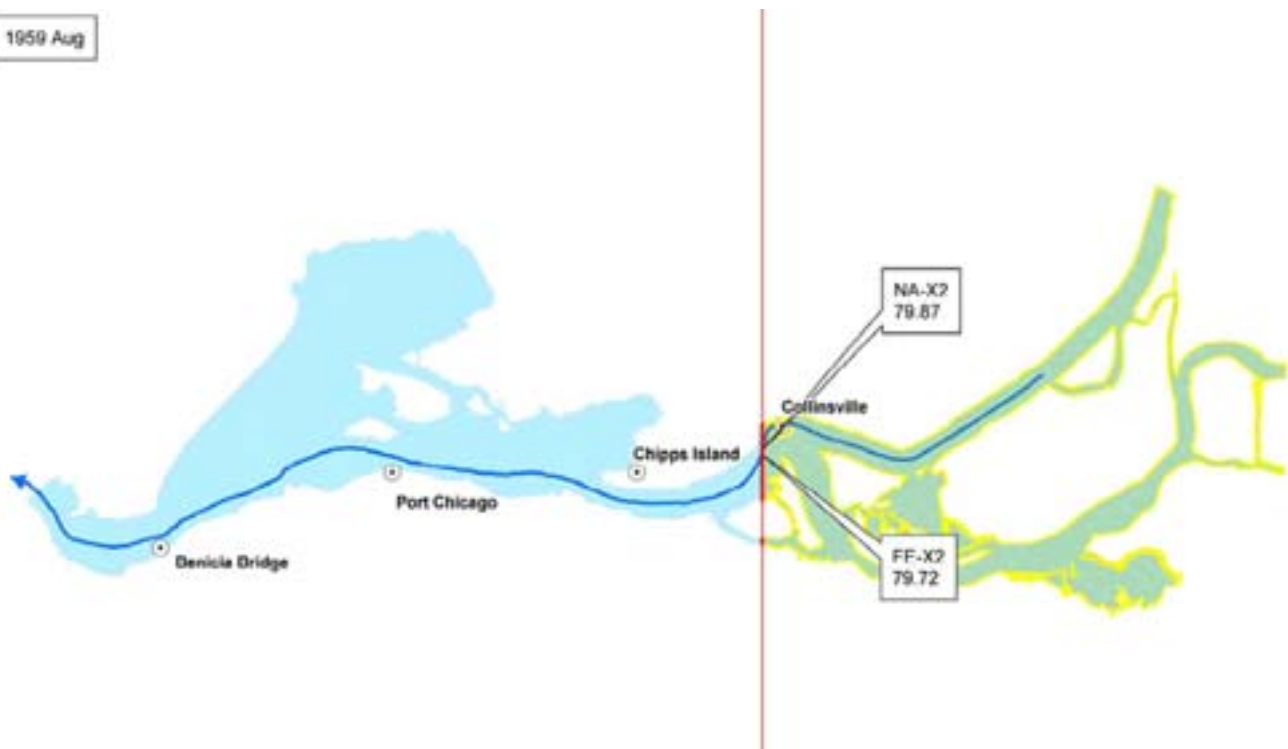 1959 Aug
NA-X2
79.87
Collinsville
Chipps Island
Port Chicago
Benicia Bridge
FF-X2
79.72